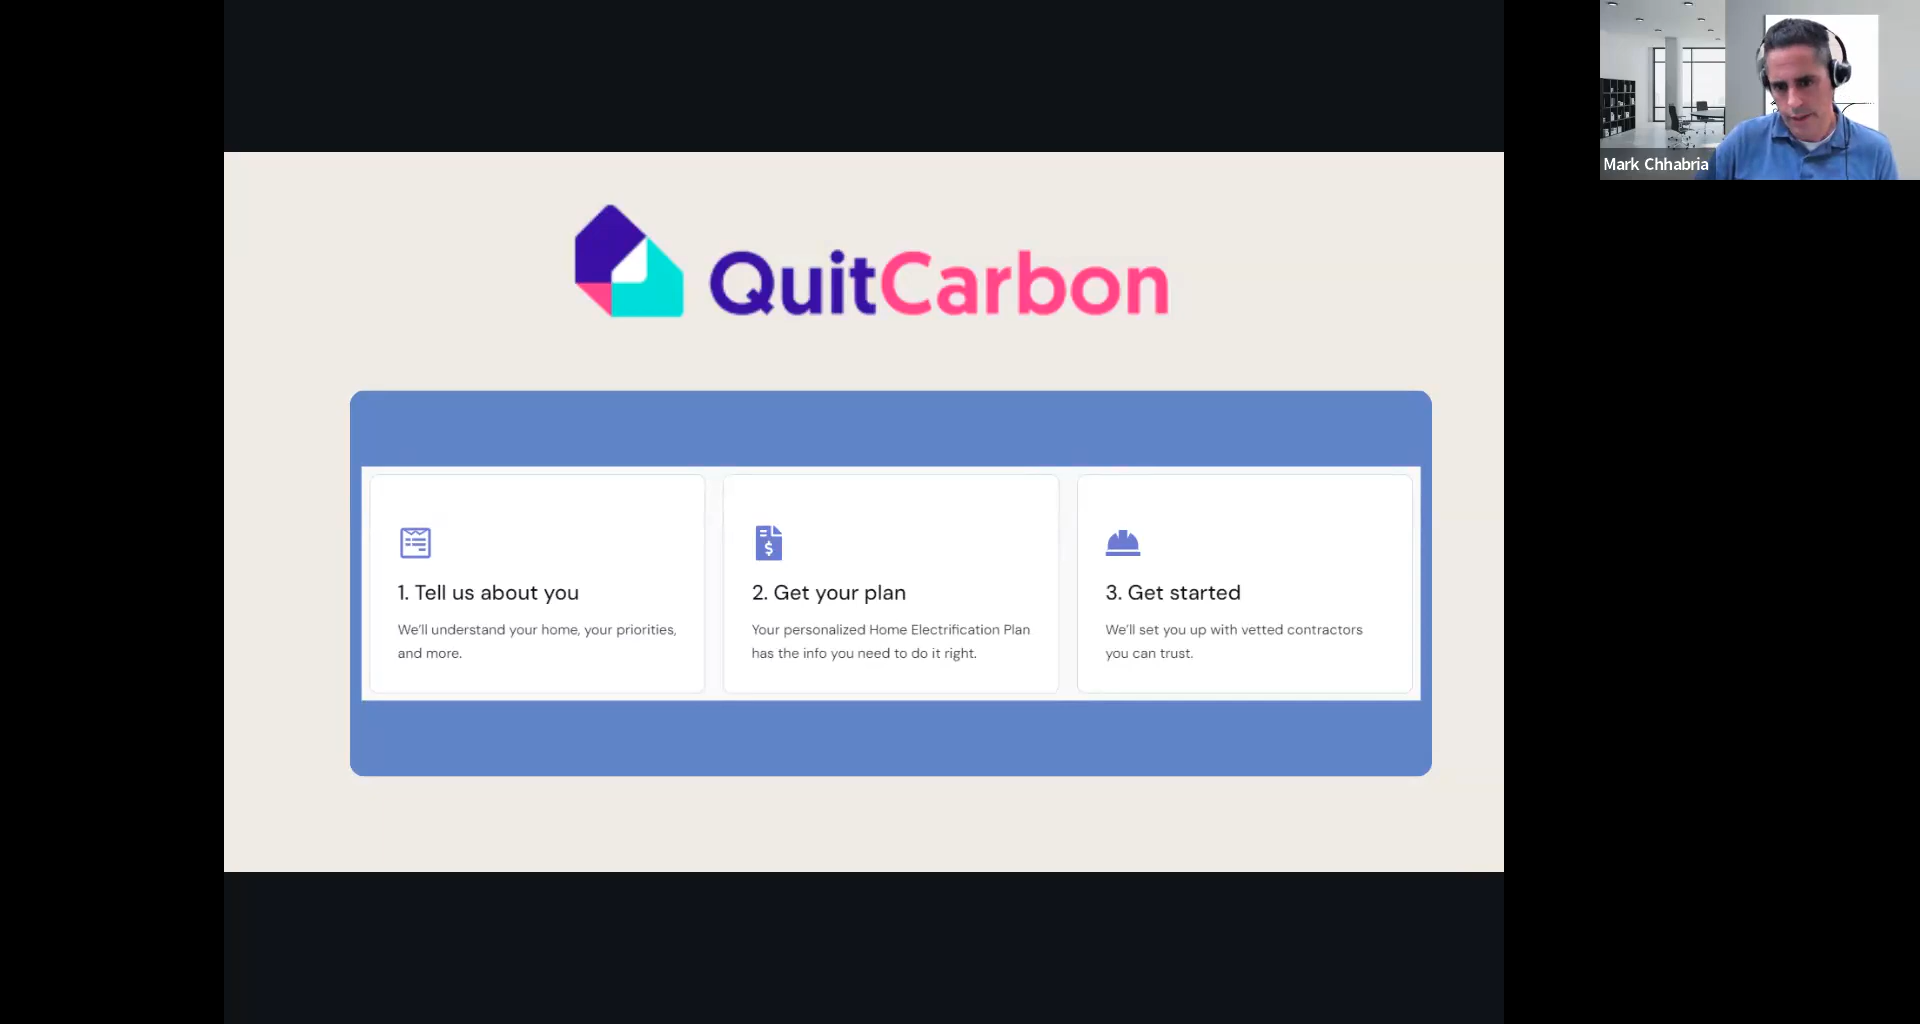 Mark Chhabria
QuitCarbon
1. Tell us about you
We'll understand your home, your priorities,
and more.
2. Get your plan
Your personalized Home Electrification Plan
has the info you need to do it right.
3. Get started
We'll set you up with vetted contractors
you can trust.